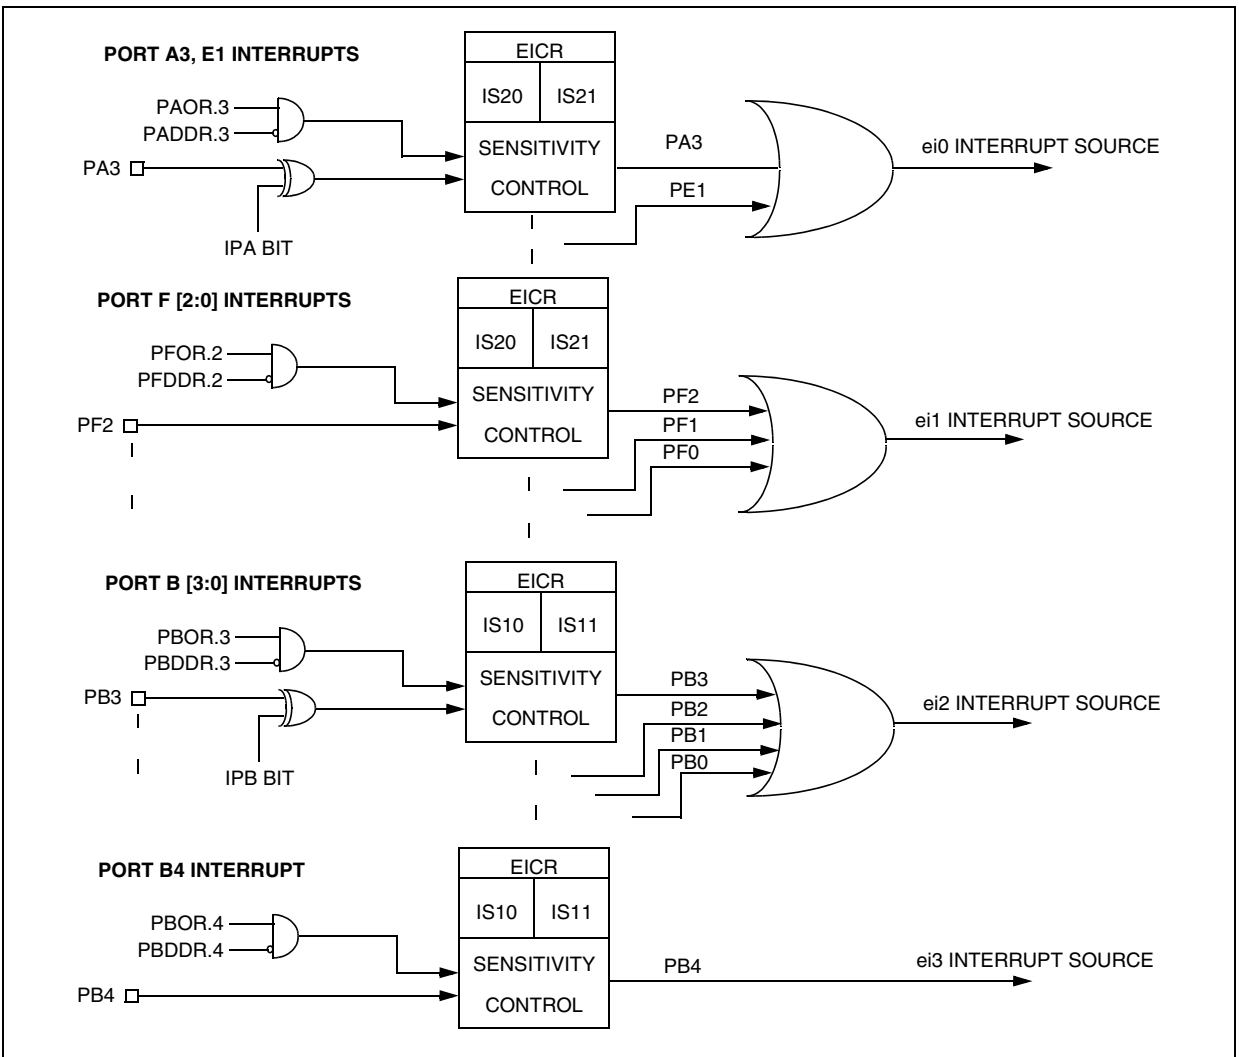 PORT A3, E1 INTERRUPTS
EICR
IS20 IS21
PAOR.3
PADDR.3
SENSITIVITY
CONTROL
PA3
IPA BIT
PA3
PE1
ei0 INTERRUPT SOURCE
PORT F [2:0] INTERRUPTS
EICR
IS20 IS21
PFOR.2
PFDDR.2
SENSITIVITY
CONTROL
PF2
PF2
PF1
PF0
ei1 INTERRUPT SOURCE
PORT B [3:0] INTERRUPTS
EICR
IS10 IS11
PBOR.3
PBDDR.3
SENSITIVITY
CONTROL
PB3
IPB BIT
PB3
PB2
PB1
PB0
ei2 INTERRUPT SOURCE
PORT B4 INTERRUPT
EICR
IS10 IS11
PBOR.4
PBDDR.4
SENSITIVITY
CONTROL
PB4
PB4
ei3 INTERRUPT SOURCE